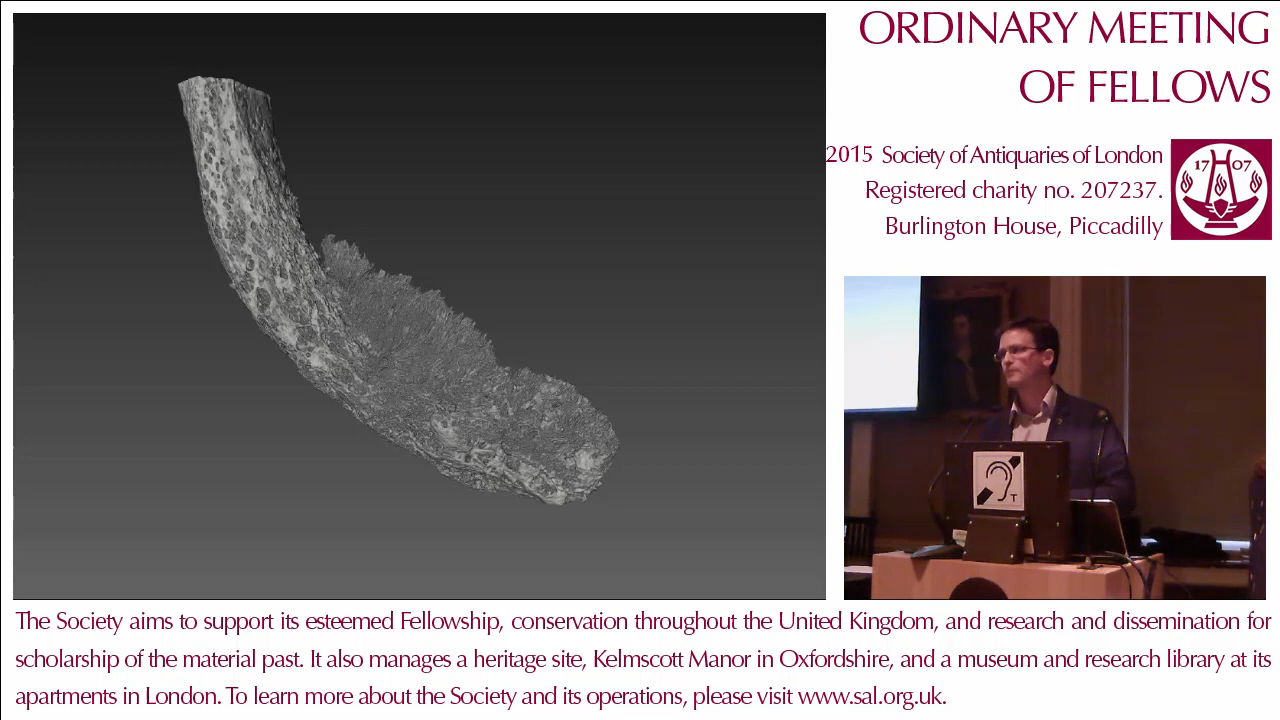 ORDINARY MEETING
OF FELLOWS
2015 Society of Antiquaries of London
Registered charity no. 207237.
Burlington House, Piccadilly
17 07
T
The Society aims to support its esteemed Fellowship, conservation throughout the United Kingdom, and research and dissemination for
scholarship of the material past. It also manages a heritage site, Kelmscott Manor in Oxfordshire, and a museum and research library at its
apartments in London. To learn more about the Society and its operations, please visit www.sal.org.uk.